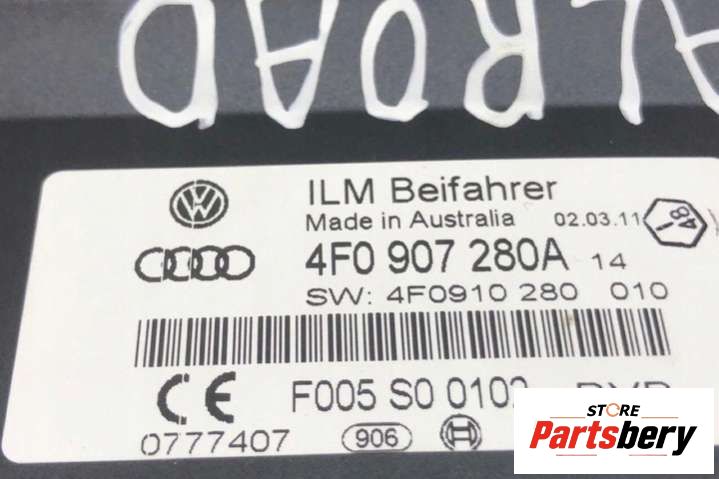 ALROAD
ILM Beifahrer
Made in Australia 02.03.11
4F0 907 280A 14
SW: 4F0910 280 010
F005 S0
0777407 906
STORE
Partsbery